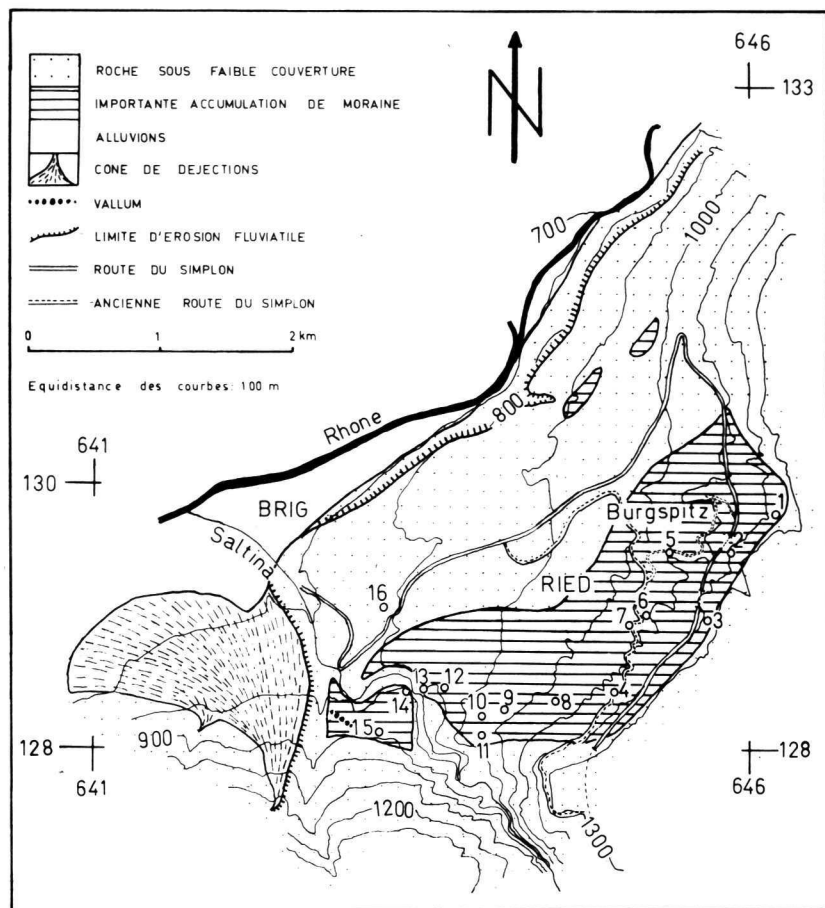 ROCHE SOUS FAIBLE COUVERTURE
IMPORTANTE ACCUMULATION DE MORAINE
ALLUVIONS
CONE DE DEJECTIONS
VALLUM
LIMITE D'EROSION FLUVIATILE
ROUTE DU SIMPLON
ANCIENNE ROUTE DU SIMPLON
0 1 2 km
Equidistance des courbes: 100 m
N
646
133
700
1000
800
Rhone
641
130
BRIG
Saltina
Burgspitz
1
2
5
RIED
16
6
7
3
13
12
14
10
9
8
4
15
11
128
641
900
1200
1300
128
646